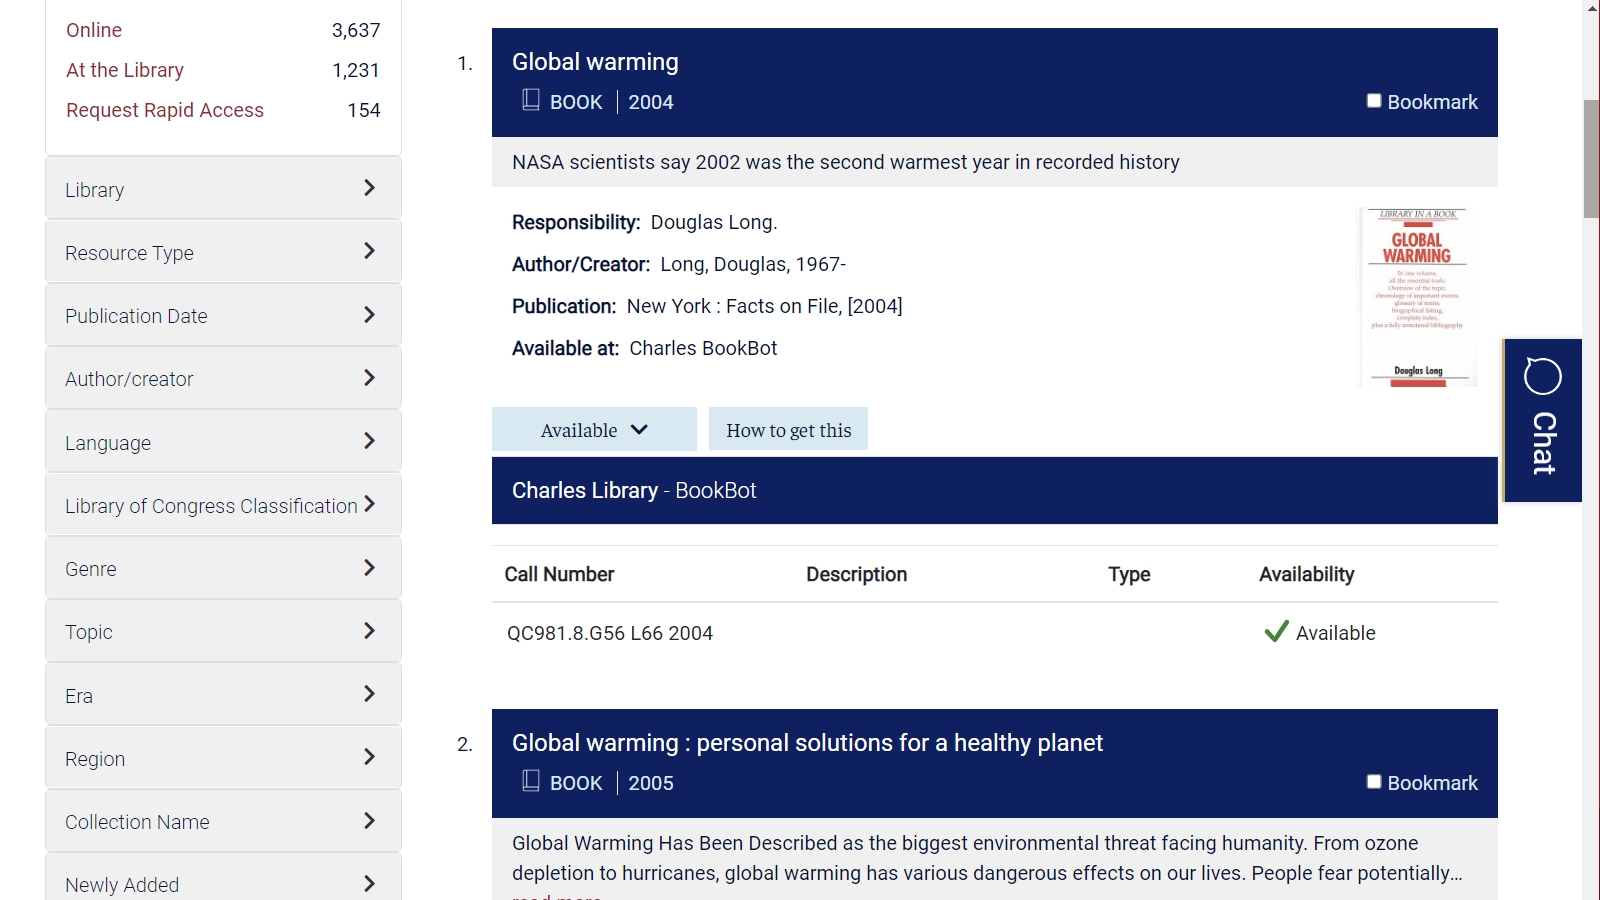 Online 3,637
At the Library 1,231
Request Rapid Access 154
Library
Resource Type
Publication Date
Author/creator
Language
Library of Congress Classification
Genre
Topic
Era
Region
Collection Name
Newly Added
1. Global warming
BOOK | 2004
Bookmark
NASA scientists say 2002 was the second warmest year in recorded history
Responsibility: Douglas Long.
Author/Creator: Long, Douglas, 1967-
Publication: New York : Facts on File, [2004]
Available at: Charles BookBot
LIBRARY IN A BOOK
GLOBAL
WARMING
In one volume,
all the essential tools:
Overview of the topic,
chronology of important events,
glossary of terms,
biographical listing,
complete index,
plus a fully annotated bibliography
Douglas Long
Available
How to get this
Charles Library - BookBot
Call Number Description Type Availability
QC981.8.G56 L66 2004 Available
2. Global warming : personal solutions for a healthy planet
BOOK | 2005
Bookmark
Global Warming Has Been Described as the biggest environmental threat facing humanity. From ozone
depletion to hurricanes, global warming has various dangerous effects on our lives. People fear potentially...
Chat